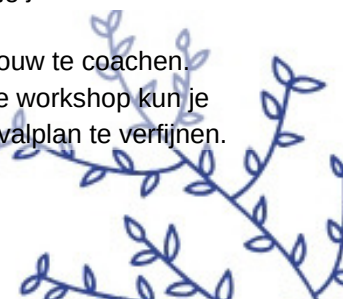 ouw te coachen.
e workshop kun je
valplan te verfijnen.